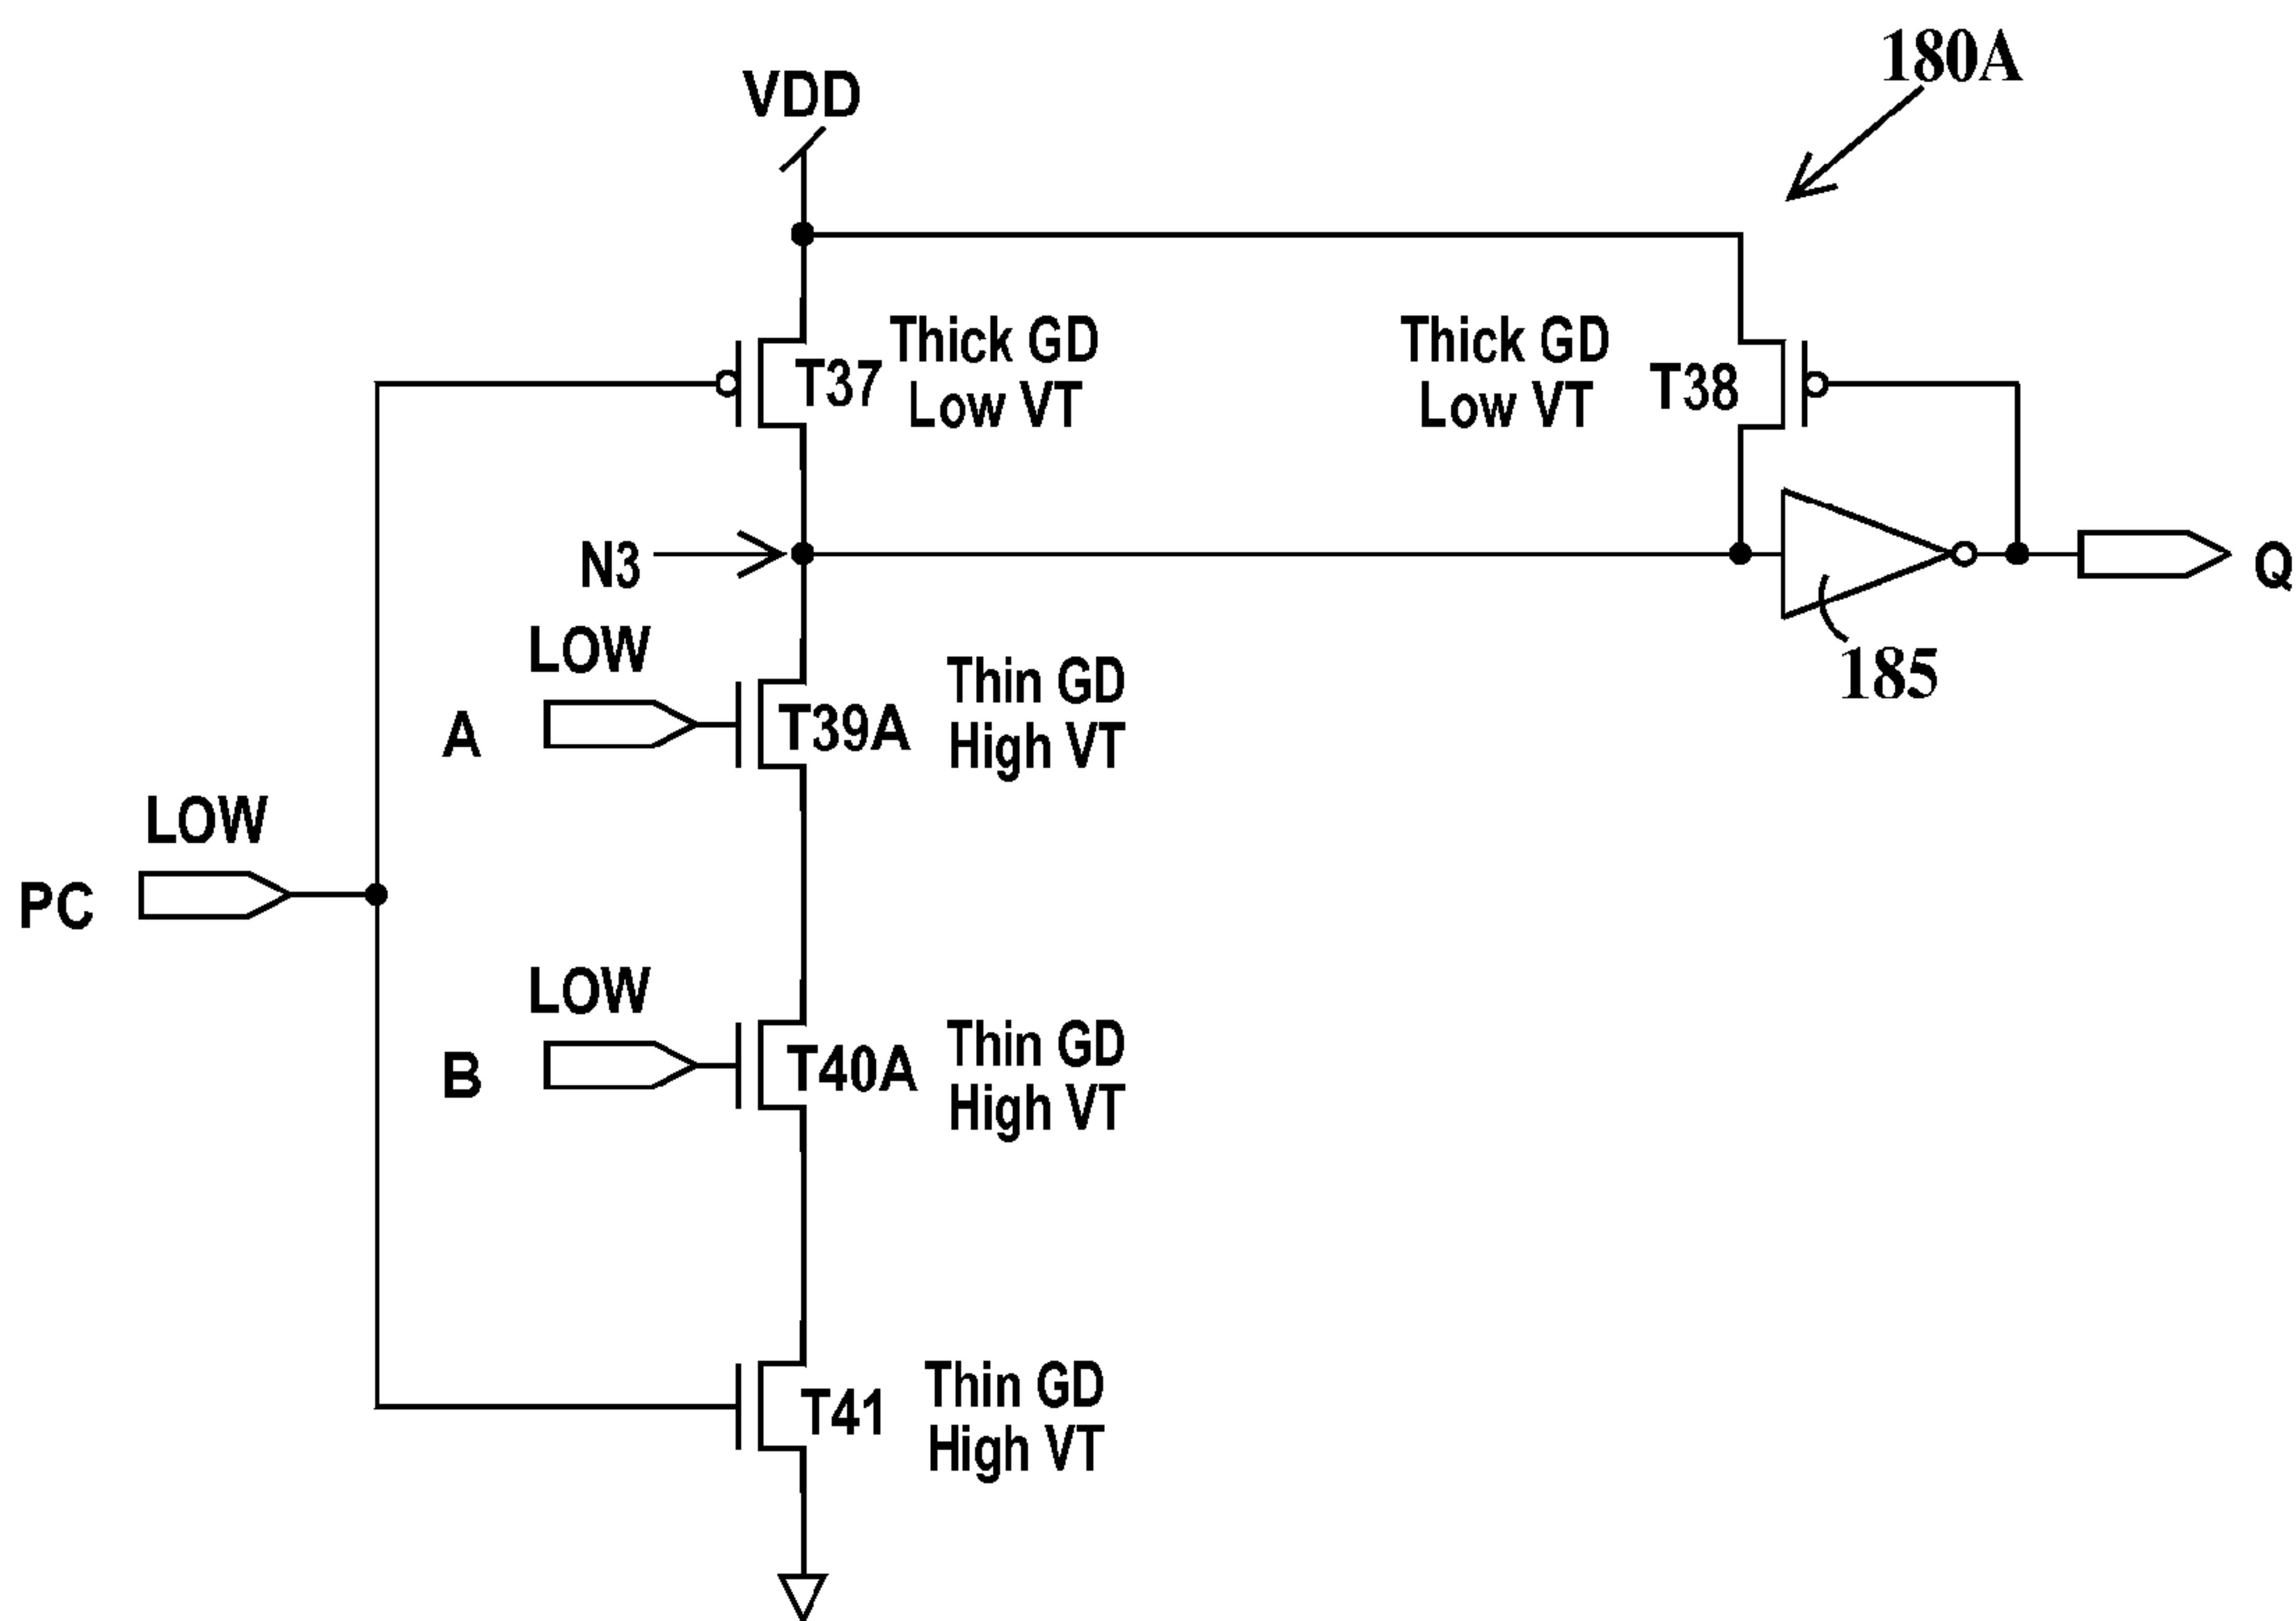 180A
VDD
Thick GD
Low VT
T37
Thick GD
Low VT
T38
N3
Q
185
LOW
A
T39A
Thin GD
High VT
LOW
PC
LOW
B
T40A
Thin GD
High VT
T41
Thin GD
High VT